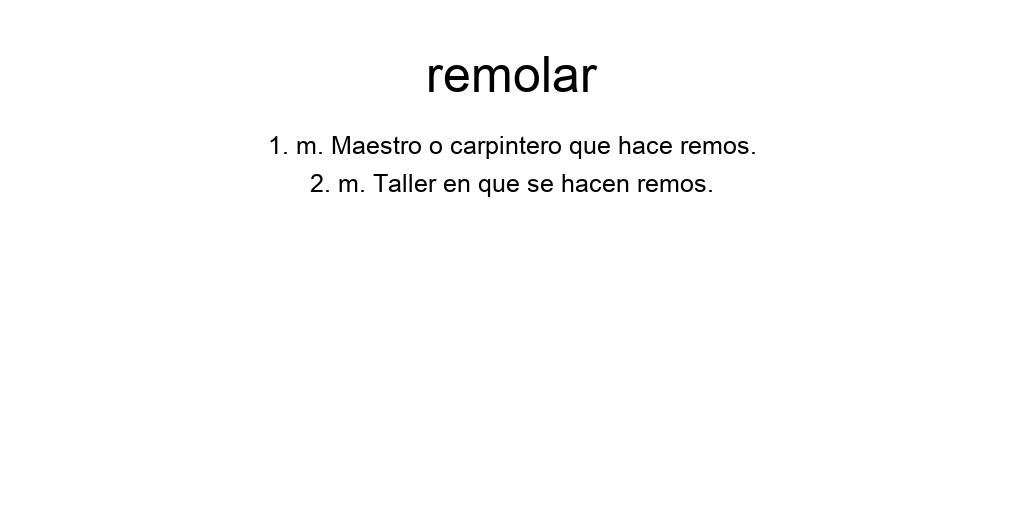 remolar
1. m. Maestro o carpintero que hace remos.
2. m. Taller en que se hacen remos.